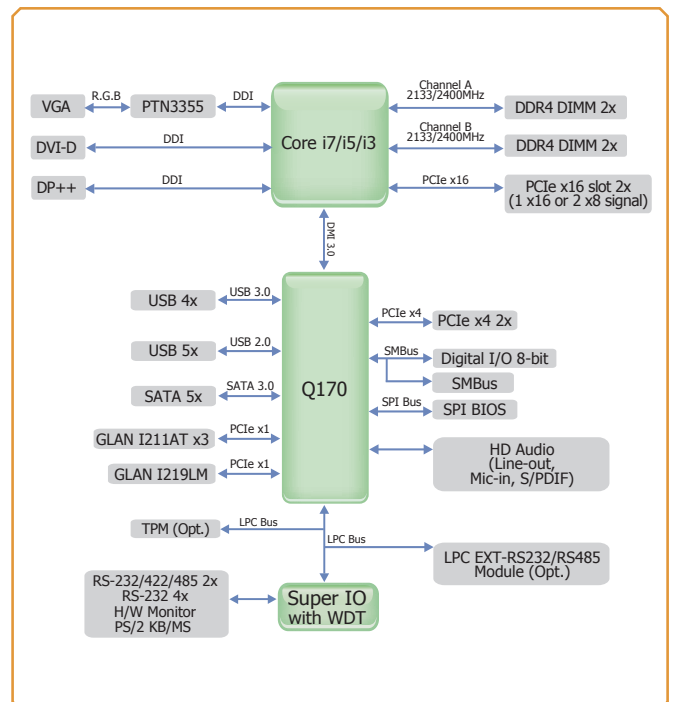 Channel A
2133/2400MHz
R.G.B
DDI
VGA
PTN3355
Core i7/i5/i3
DDR4 DIMM 2x
Channel B
2133/2400MHz
DVI-D
DDI
DDR4 DIMM 2x
DP++
DDI
PCIe x16
PCIe x16 slot 2x
(1 x16 or 2 x8 signal)
DMI 3.0
USB 4x
USB 3.0
PCIe x4
PCIe x4 2x
USB 5x
USB 2.0
SMBus
Digital I/O 8-bit
SMBus
SATA 5x
SATA 3.0
Q170
SPI Bus
SPI BIOS
GLAN I211AT x3
PCIe x1
GLAN I219LM
PCIe x1
HD Audio
(Line-out,
Mic-in, S/PDIF)
TPM (Opt.)
LPC Bus
LPC Bus
LPC EXT-RS232/RS485
Module (Opt.)
RS-232/422/485 2x
RS-232 4x
H/W Monitor
PS/2 KB/MS
Super IO
with WDT